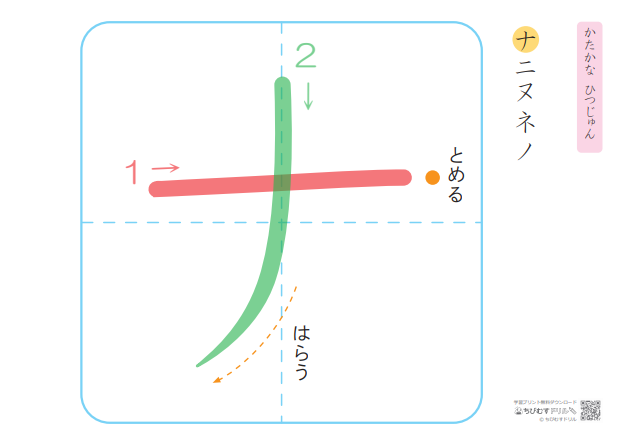 かたかな ひつじゅん
ナニヌネノ
ナ
1
2
とめる
はらう
学習プリント無料ダウンロード
ちびむすドリル
© ちびむすドリル